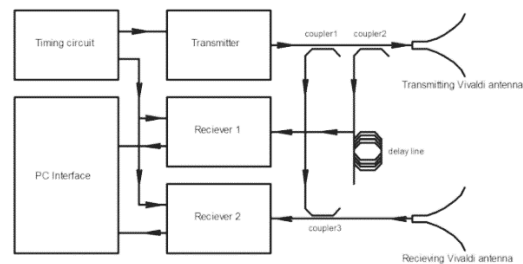 Timing circuit
Transmitter
coupler1
coupler2
Transmitting Vivaldi antenna
Reciever 1
delay line
PC Interface
Reciever 2
coupler3
Recieving Vivaldi antenna